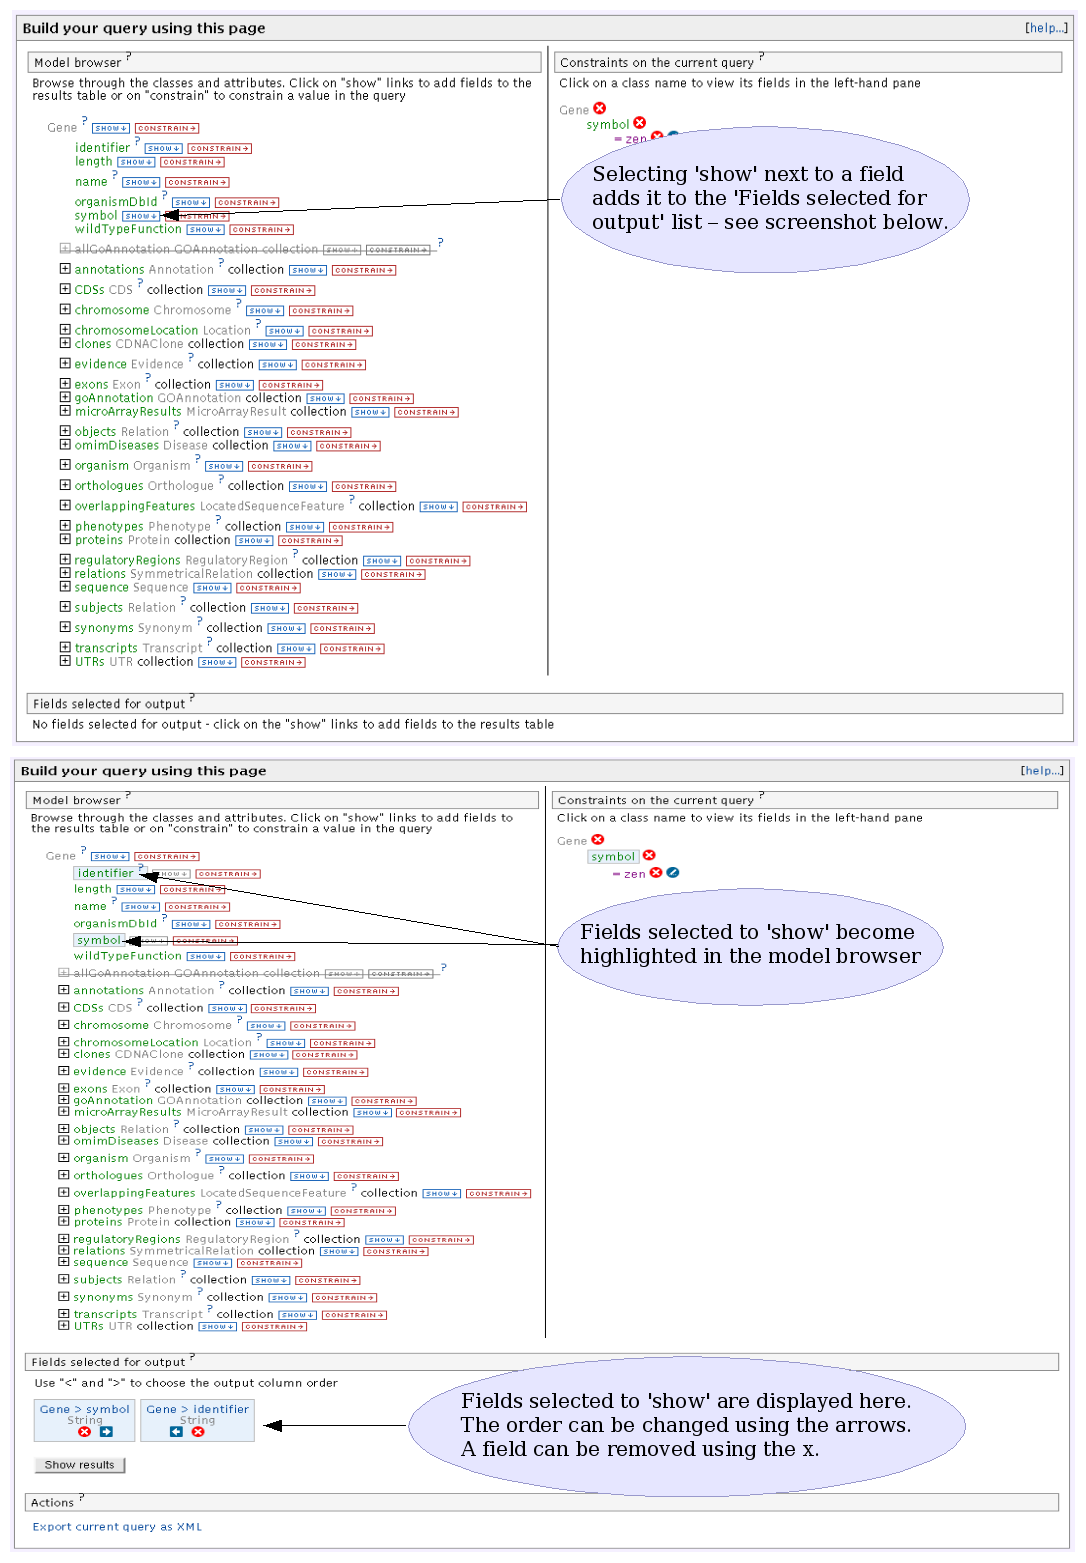 Build your query using this page [help...]
Model browser ?
Constraints on the current query ?
Browse through the classes and attributes. Click on "show" links to add fields to the
results table or on "constrain" to constrain a value in the query
Click on a class name to view its fields in the left-hand pane
Gene
symbol
= zen
Gene ? SHOW↓ CONSTRAIN→
identifier ? SHOW↓ CONSTRAIN→
length SHOW↓ CONSTRAIN→
name ? SHOW↓ CONSTRAIN→
organismDbId ? SHOW↓ CONSTRAIN→
symbol SHOW↓ CONSTRAIN→
wildTypeFunction SHOW↓ CONSTRAIN→
allGoAnnotation GOAnnotation collection SHOW↓ CONSTRAIN→ ?
annotations Annotation ? collection SHOW↓ CONSTRAIN→
CDSs CDS ? collection SHOW↓ CONSTRAIN→
chromosome Chromosome ? SHOW↓ CONSTRAIN→
chromosomeLocation Location ? SHOW↓ CONSTRAIN→
clones CDNAClone collection SHOW↓ CONSTRAIN→
evidence Evidence ? collection SHOW↓ CONSTRAIN→
exons Exon ? collection SHOW↓ CONSTRAIN→
goAnnotation GOAnnotation collection SHOW↓ CONSTRAIN→
microArrayResults MicroArrayResult collection SHOW↓ CONSTRAIN→
objects Relation ? collection SHOW↓ CONSTRAIN→
omimDiseases Disease collection SHOW↓ CONSTRAIN→
organism Organism ? SHOW↓ CONSTRAIN→
orthologues Orthologue ? collection SHOW↓ CONSTRAIN→
overlappingFeatures LocatedSequenceFeature ? collection SHOW↓ CONSTRAIN→
phenotypes Phenotype ? collection SHOW↓ CONSTRAIN→
proteins Protein collection SHOW↓ CONSTRAIN→
regulatoryRegions RegulatoryRegion ? collection SHOW↓ CONSTRAIN→
relations SymmetricalRelation collection SHOW↓ CONSTRAIN→
sequence Sequence SHOW↓ CONSTRAIN→
subjects Relation ? collection SHOW↓ CONSTRAIN→
synonyms Synonym ? collection SHOW↓ CONSTRAIN→
transcripts Transcript ? collection SHOW↓ CONSTRAIN→
UTRs UTR collection SHOW↓ CONSTRAIN→
Selecting 'show' next to a field
adds it to the 'Fields selected for
output' list – see screenshot below.
Fields selected for output ?
No fields selected for output - click on the "show" links to add fields to the results table
Build your query using this page [help...]
Model browser ?
Constraints on the current query ?
Browse through the classes and attributes. Click on "show" links to add fields to
the results table or on "constrain" to constrain a value in the query
Click on a class name to view its fields in the left-hand pane
Gene
symbol
= zen
Gene ? SHOW↓ CONSTRAIN→
identifier ? SHOW↓ CONSTRAIN→
length SHOW↓ CONSTRAIN→
name ? SHOW↓ CONSTRAIN→
organismDbId ? SHOW↓ CONSTRAIN→
symbol SHOW↓ CONSTRAIN→
wildTypeFunction SHOW↓ CONSTRAIN→
allGoAnnotation GOAnnotation collection SHOW↓ CONSTRAIN→ ?
annotations Annotation ? collection SHOW↓ CONSTRAIN→
CDSs CDS ? collection SHOW↓ CONSTRAIN→
chromosome Chromosome ? SHOW↓ CONSTRAIN→
chromosomeLocation Location ? SHOW↓ CONSTRAIN→
clones CDNAClone collection SHOW↓ CONSTRAIN→
evidence Evidence ? collection SHOW↓ CONSTRAIN→
exons Exon ? collection SHOW↓ CONSTRAIN→
goAnnotation GOAnnotation collection SHOW↓ CONSTRAIN→
microArrayResults MicroArrayResult collection SHOW↓ CONSTRAIN→
objects Relation ? collection SHOW↓ CONSTRAIN→
omimDiseases Disease collection SHOW↓ CONSTRAIN→
organism Organism ? SHOW↓ CONSTRAIN→
orthologues Orthologue ? collection SHOW↓ CONSTRAIN→
overlappingFeatures LocatedSequenceFeature ? collection SHOW↓ CONSTRAIN→
phenotypes Phenotype ? collection SHOW↓ CONSTRAIN→
proteins Protein collection SHOW↓ CONSTRAIN→
regulatoryRegions RegulatoryRegion ? collection SHOW↓ CONSTRAIN→
relations SymmetricalRelation collection SHOW↓ CONSTRAIN→
sequence Sequence SHOW↓ CONSTRAIN→
subjects Relation ? collection SHOW↓ CONSTRAIN→
synonyms Synonym ? collection SHOW↓ CONSTRAIN→
transcripts Transcript ? collection SHOW↓ CONSTRAIN→
UTRs UTR collection SHOW↓ CONSTRAIN→
Fields selected to 'show' become
highlighted in the model browser
Fields selected for output ?
Use "<" and ">" to choose the output column order
Gene > symbol
String
Gene > identifier
String
Fields selected to 'show' are displayed here.
The order can be changed using the arrows.
A field can be removed using the x.
Show results
Actions ?
Export current query as XML